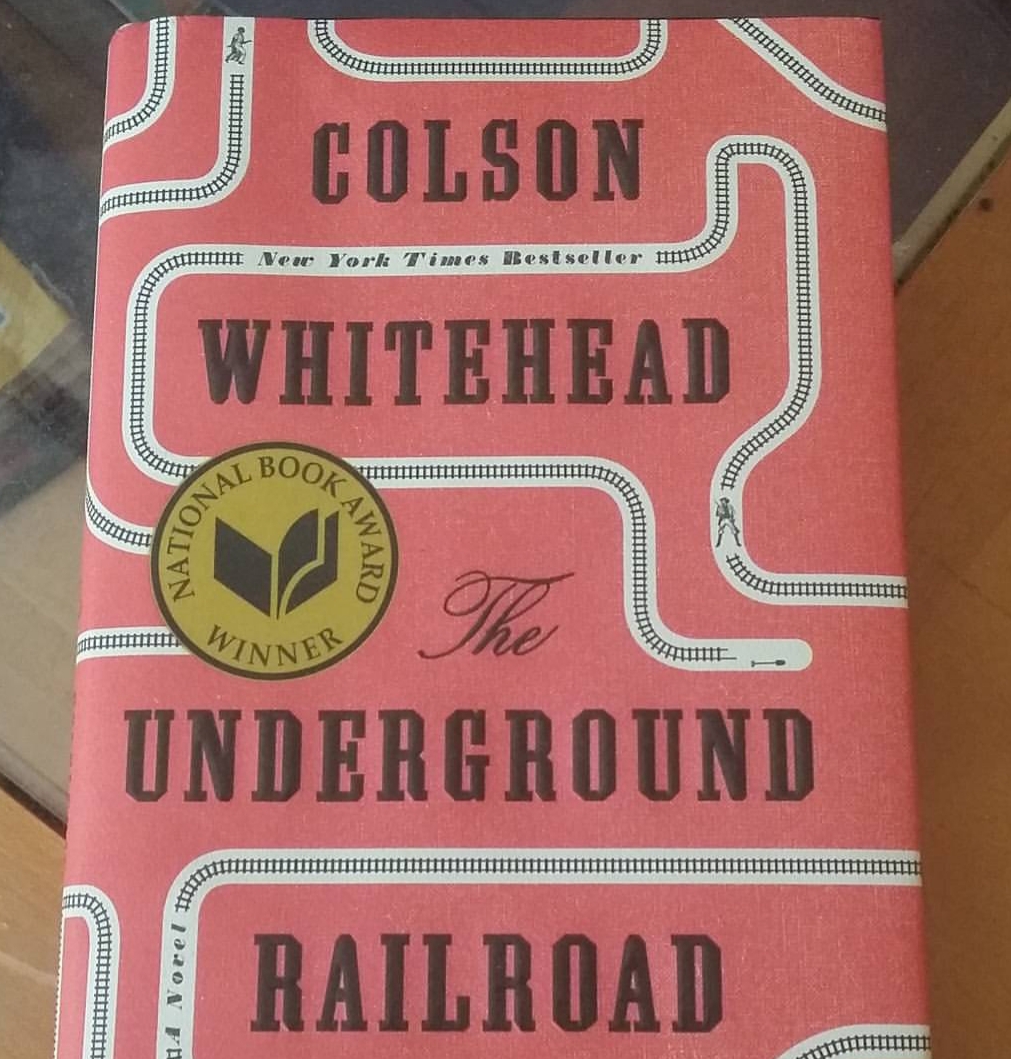 COLSON
New York Times Bestseller
WHITEHEAD
NATIONAL BOOK AWARD
WINNER
The
UNDERGROUND
A Novel
RAILROAD